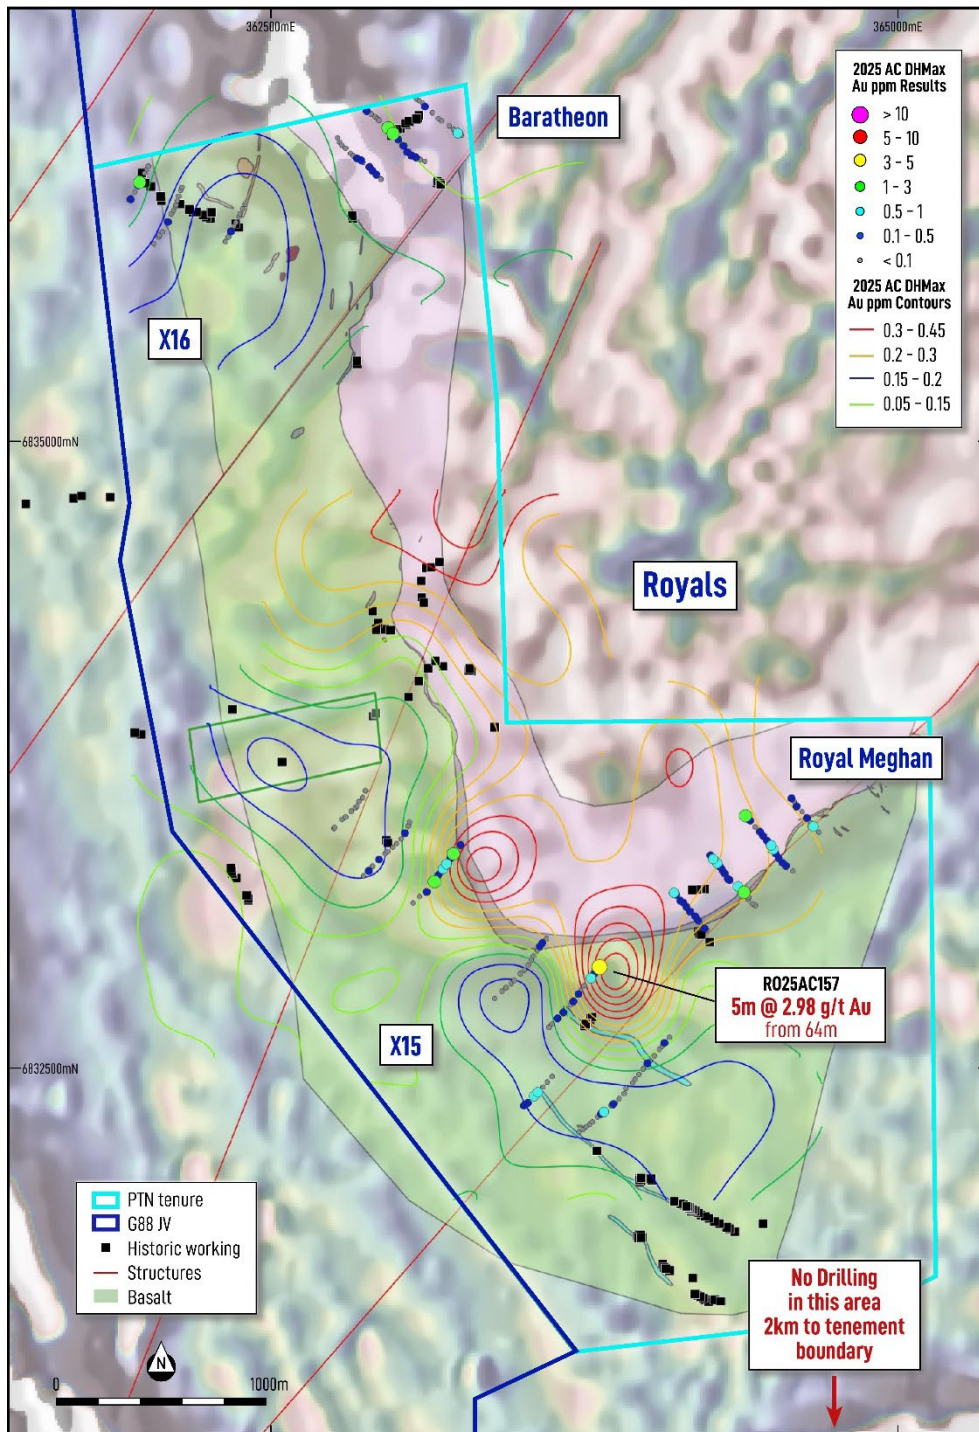 362500mE
365000mE
2025 AC DHMax
Au ppm Results
> 10
5 - 10
3 - 5
1 - 3
0.5 - 1
0.1 - 0.5
< 0.1
2025 AC DHMax
Au ppm Contours
0.3 - 0.45
0.2 - 0.3
0.15 - 0.2
0.05 - 0.15
Baratheon
X16
6835000mN
Royals
Royal Meghan
RO25AC157
5m @ 2.98 g/t Au
from 64m
X15
6832500mN
PTN tenure
G88 JV
Historic working
Structures
Basalt
No Drilling
in this area
2km to tenement
boundary
N
0
1000m